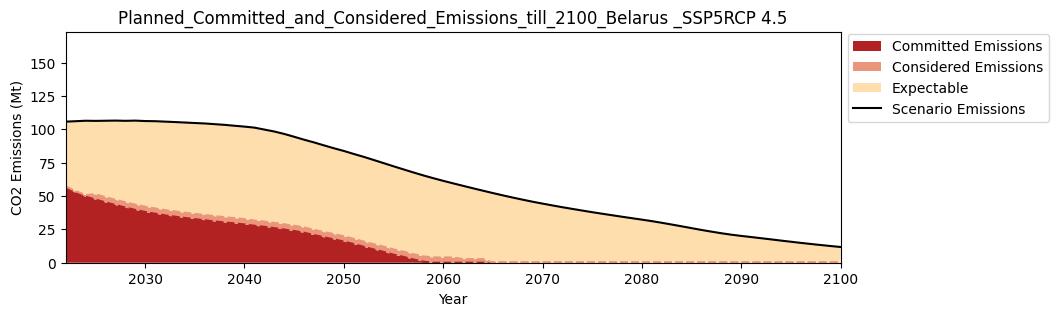 Planned_Committed_and_Considered_Emissions_till_2100_Belarus _SSP5RCP 4.5
CO2 Emissions (Mt)
150
125
100
75
50
25
0
2030 2040 2050 2060 2070 2080 2090 2100
Year
Committed Emissions
Considered Emissions
Expectable
Scenario Emissions